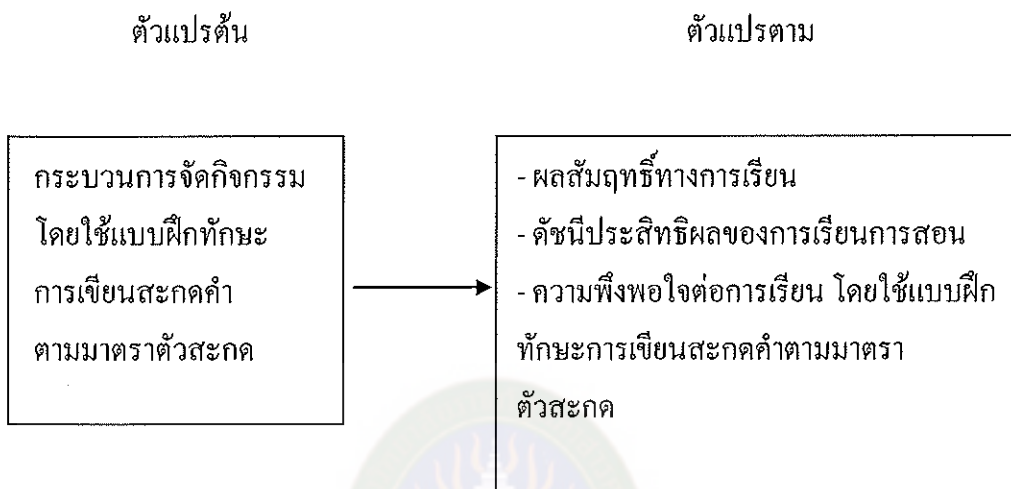 ตัวแปรต้น
ตัวแปรตาม
กระบวนการจัดกิจกรรม
โดยใช้แบบฝึกทักษะ
การเขียนสะกดคำ
ตามมาตราตัวสะกด
- ผลสัมฤทธิ์ทางการเรียน
- ดัชนีประสิทธิผลของการเรียนการสอน
- ความพึงพอใจต่อการเรียน โดยใช้แบบฝึก
ทักษะการเขียนสะกดคำตามมาตรา
ตัวสะกด